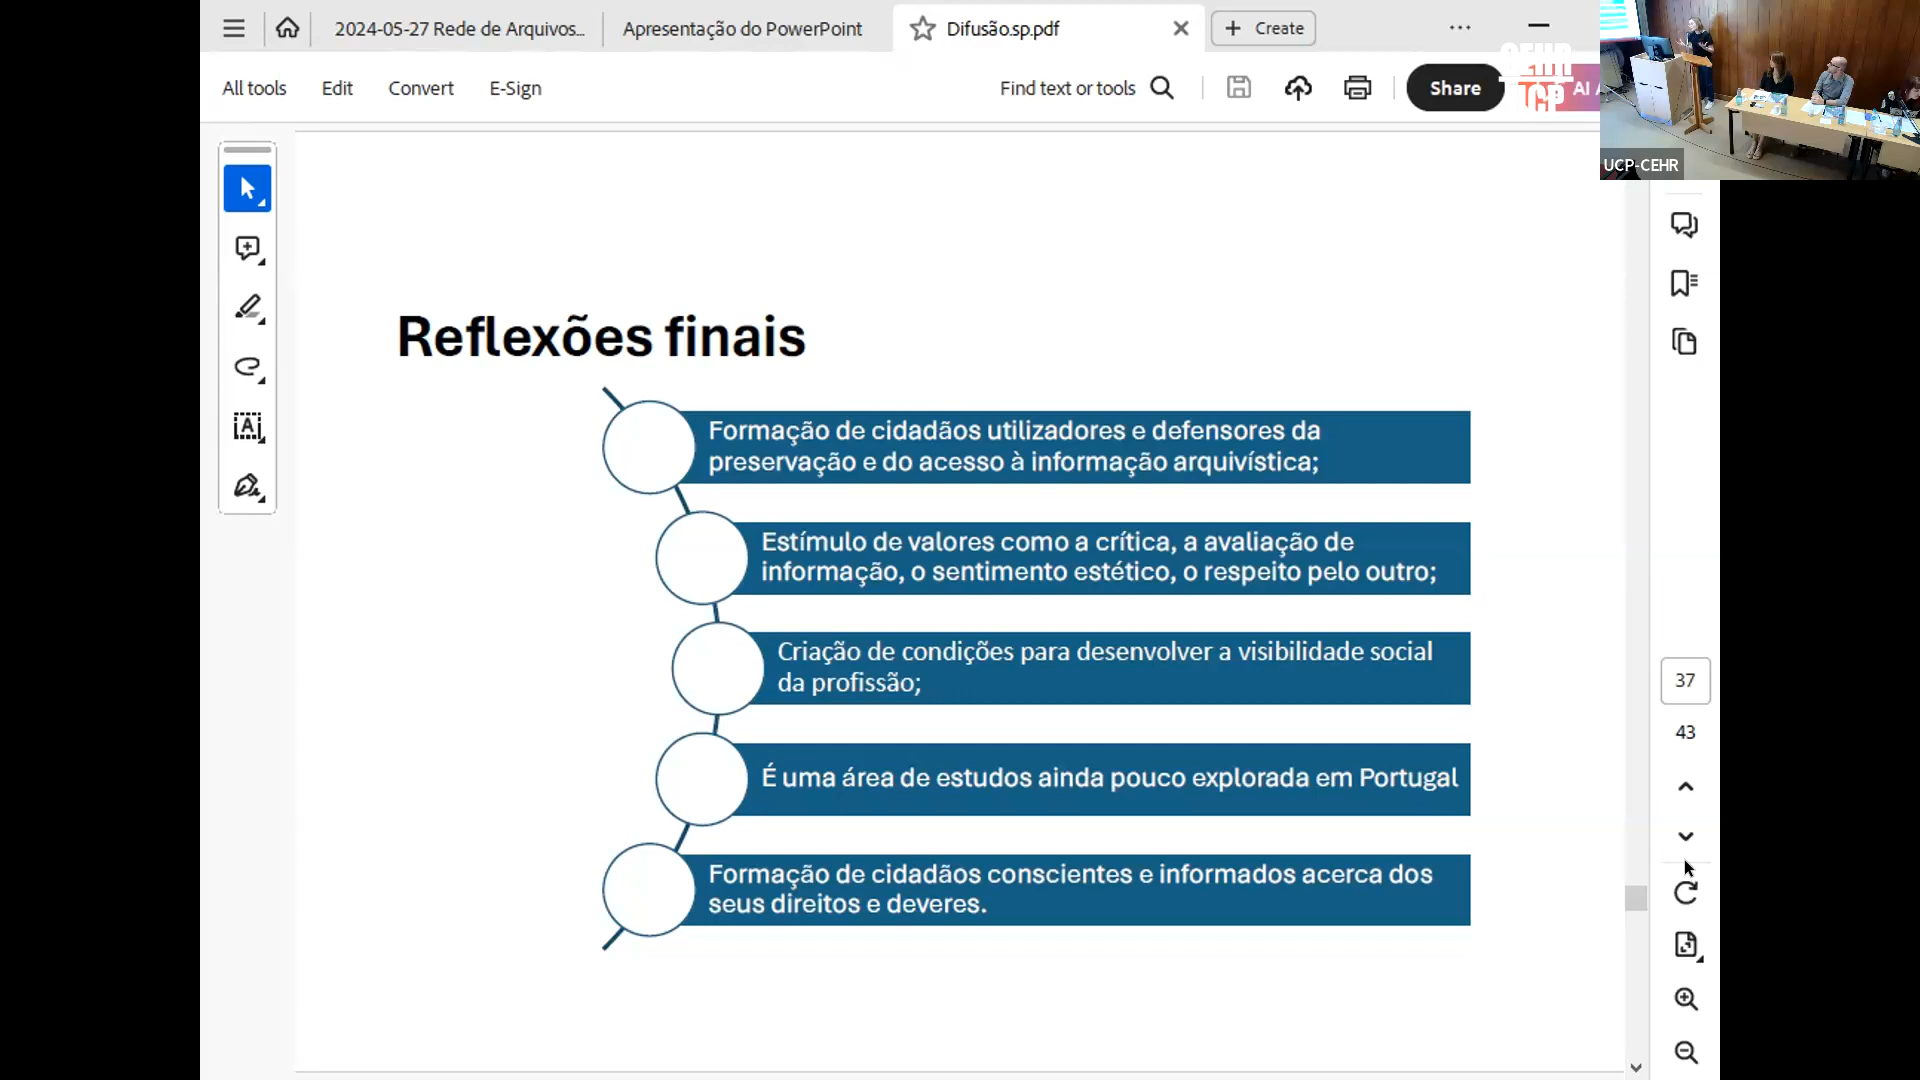 2024-05-27 Rede de Arquivos...
Apresentação do PowerPoint
Difusão.sp.pdf
Create
All tools
Edit
Convert
E-Sign
Find text or tools
Share
AI
CEHR
UCP
UCP-CEHR
Reflexões finais
Formação de cidadãos utilizadores e defensores da
preservação e do acesso à informação arquivística;
Estímulo de valores como a crítica, a avaliação de
informação, o sentimento estético, o respeito pelo outro;
Criação de condições para desenvolver a visibilidade social
da profissão;
É uma área de estudos ainda pouco explorada em Portugal
Formação de cidadãos conscientes e informados acerca dos
seus direitos e deveres.
37
43